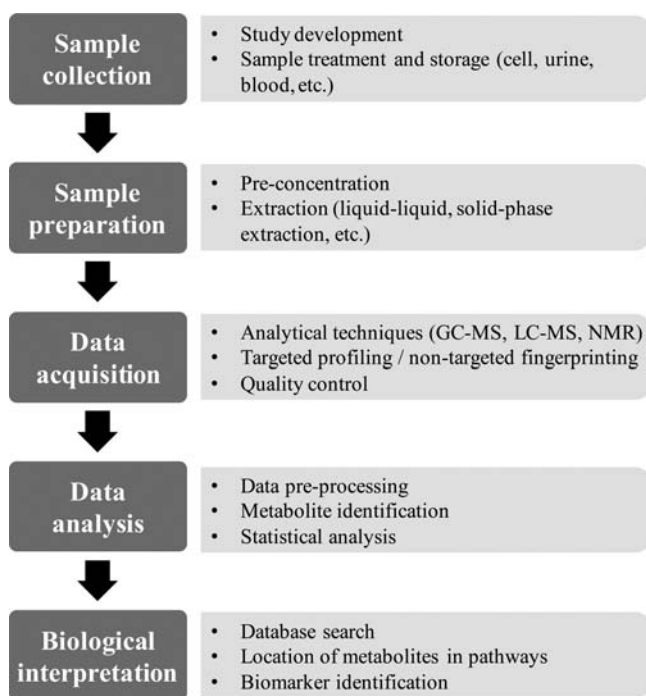 Sample
collection
• Study development
• Sample treatment and storage (cell, urine,
blood, etc.)
Sample
preparation
• Pre-concentration
• Extraction (liquid-liquid, solid-phase
extraction, etc.)
Data
acquisition
• Analytical techniques (GC-MS, LC-MS, NMR)
• Targeted profiling / non-targeted fingerprinting
• Quality control
Data
analysis
• Data pre-processing
• Metabolite identification
• Statistical analysis
Biological
interpretation
• Database search
• Location of metabolites in pathways
• Biomarker identification